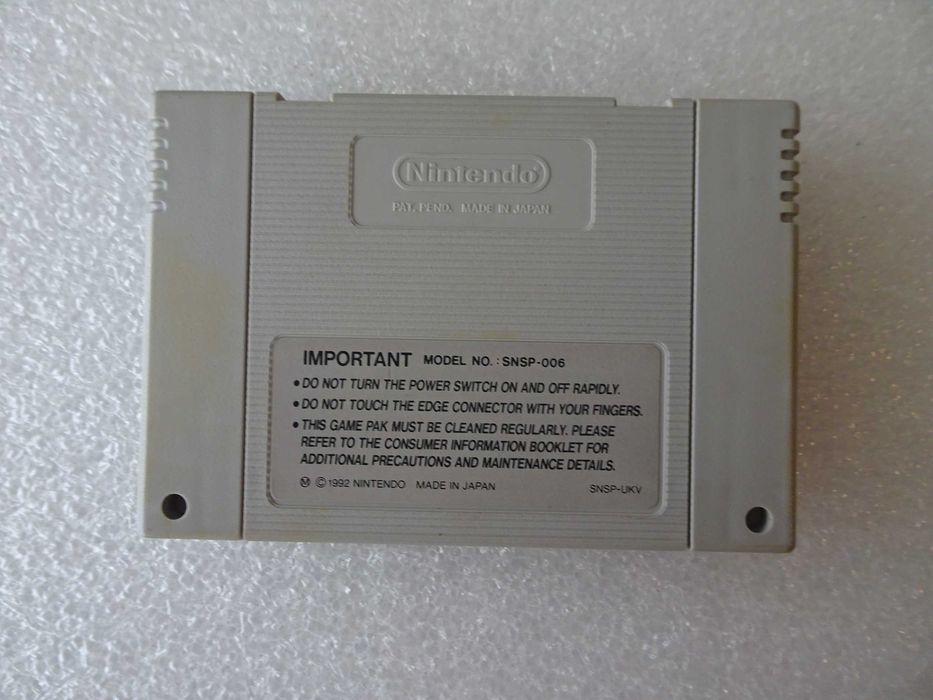 Nintendo®
PAT. PEND. MADE IN JAPAN
IMPORTANT MODEL NO. : SNSP-006
• DO NOT TURN THE POWER SWITCH ON AND OFF RAPIDLY.
• DO NOT TOUCH THE EDGE CONNECTOR WITH YOUR FINGERS.
• THIS GAME PAK MUST BE CLEANED REGULARLY. PLEASE
REFER TO THE CONSUMER INFORMATION BOOKLET FOR
ADDITIONAL PRECAUTIONS AND MAINTENANCE DETAILS.
Ⓜ ©1992 NINTENDO MADE IN JAPAN SNSP-UKV